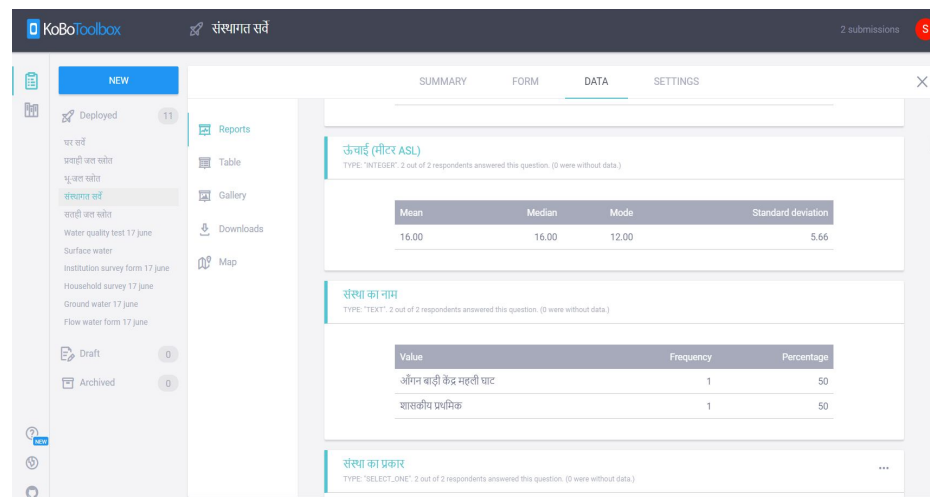 KoBoToolbox
संस्थागत सर्वे
2 submissions
S
NEW
SUMMARY
FORM
DATA
SETTINGS
Deployed
11
घर सर्वे
प्रवाही जल स्त्रोत
भू-जल स्त्रोत
संस्थागत सर्वे
सतही जल स्त्रोत
Water quality test 17 june
Surface water
Institution survey form 17 june
Household survey 17 june
Ground water 17 june
Flow water form 17 june
Draft
0
Archived
0
NEW
Reports
Table
Gallery
Downloads
Map
ऊंचाई (मीटर ASL)
TYPE: "INTEGER". 2 out of 2 respondents answered this question. (0 were without data.)
Mean Median Mode Standard deviation
16.00 16.00 12.00 5.66
संस्था का नाम
TYPE: "TEXT". 2 out of 2 respondents answered this question. (0 were without data.)
Value Frequency Percentage
आँगन बाड़ी केंद्र महली घाट 1 50
शासकीय प्रथमिक 1 50
संस्था का प्रकार
TYPE: "SELECT_ONE". 2 out of 2 respondents answered this question. (0 were without data.)